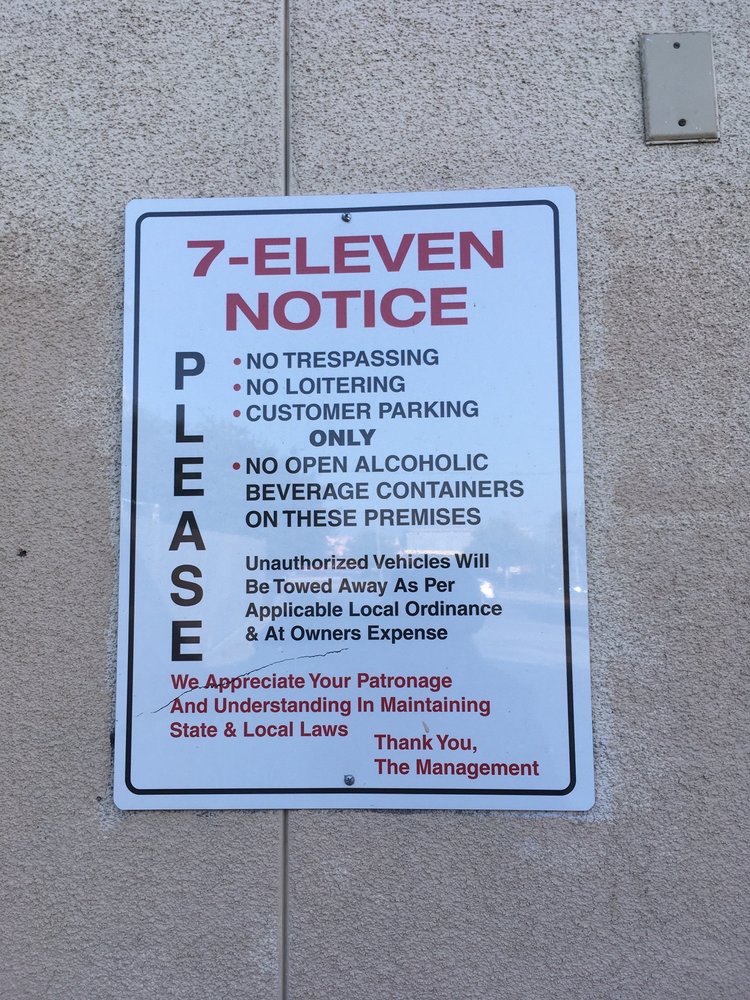 7-ELEVEN
NOTICE
PLEASE
• NO TRESPASSING
• NO LOITERING
• CUSTOMER PARKING
ONLY
• NO OPEN ALCOHOLIC
BEVERAGE CONTAINERS
ON THESE PREMISES
Unauthorized Vehicles Will
Be Towed Away As Per
Applicable Local Ordinance
& At Owners Expense
We Appreciate Your Patronage
And Understanding In Maintaining
State & Local Laws
Thank You,
The Management